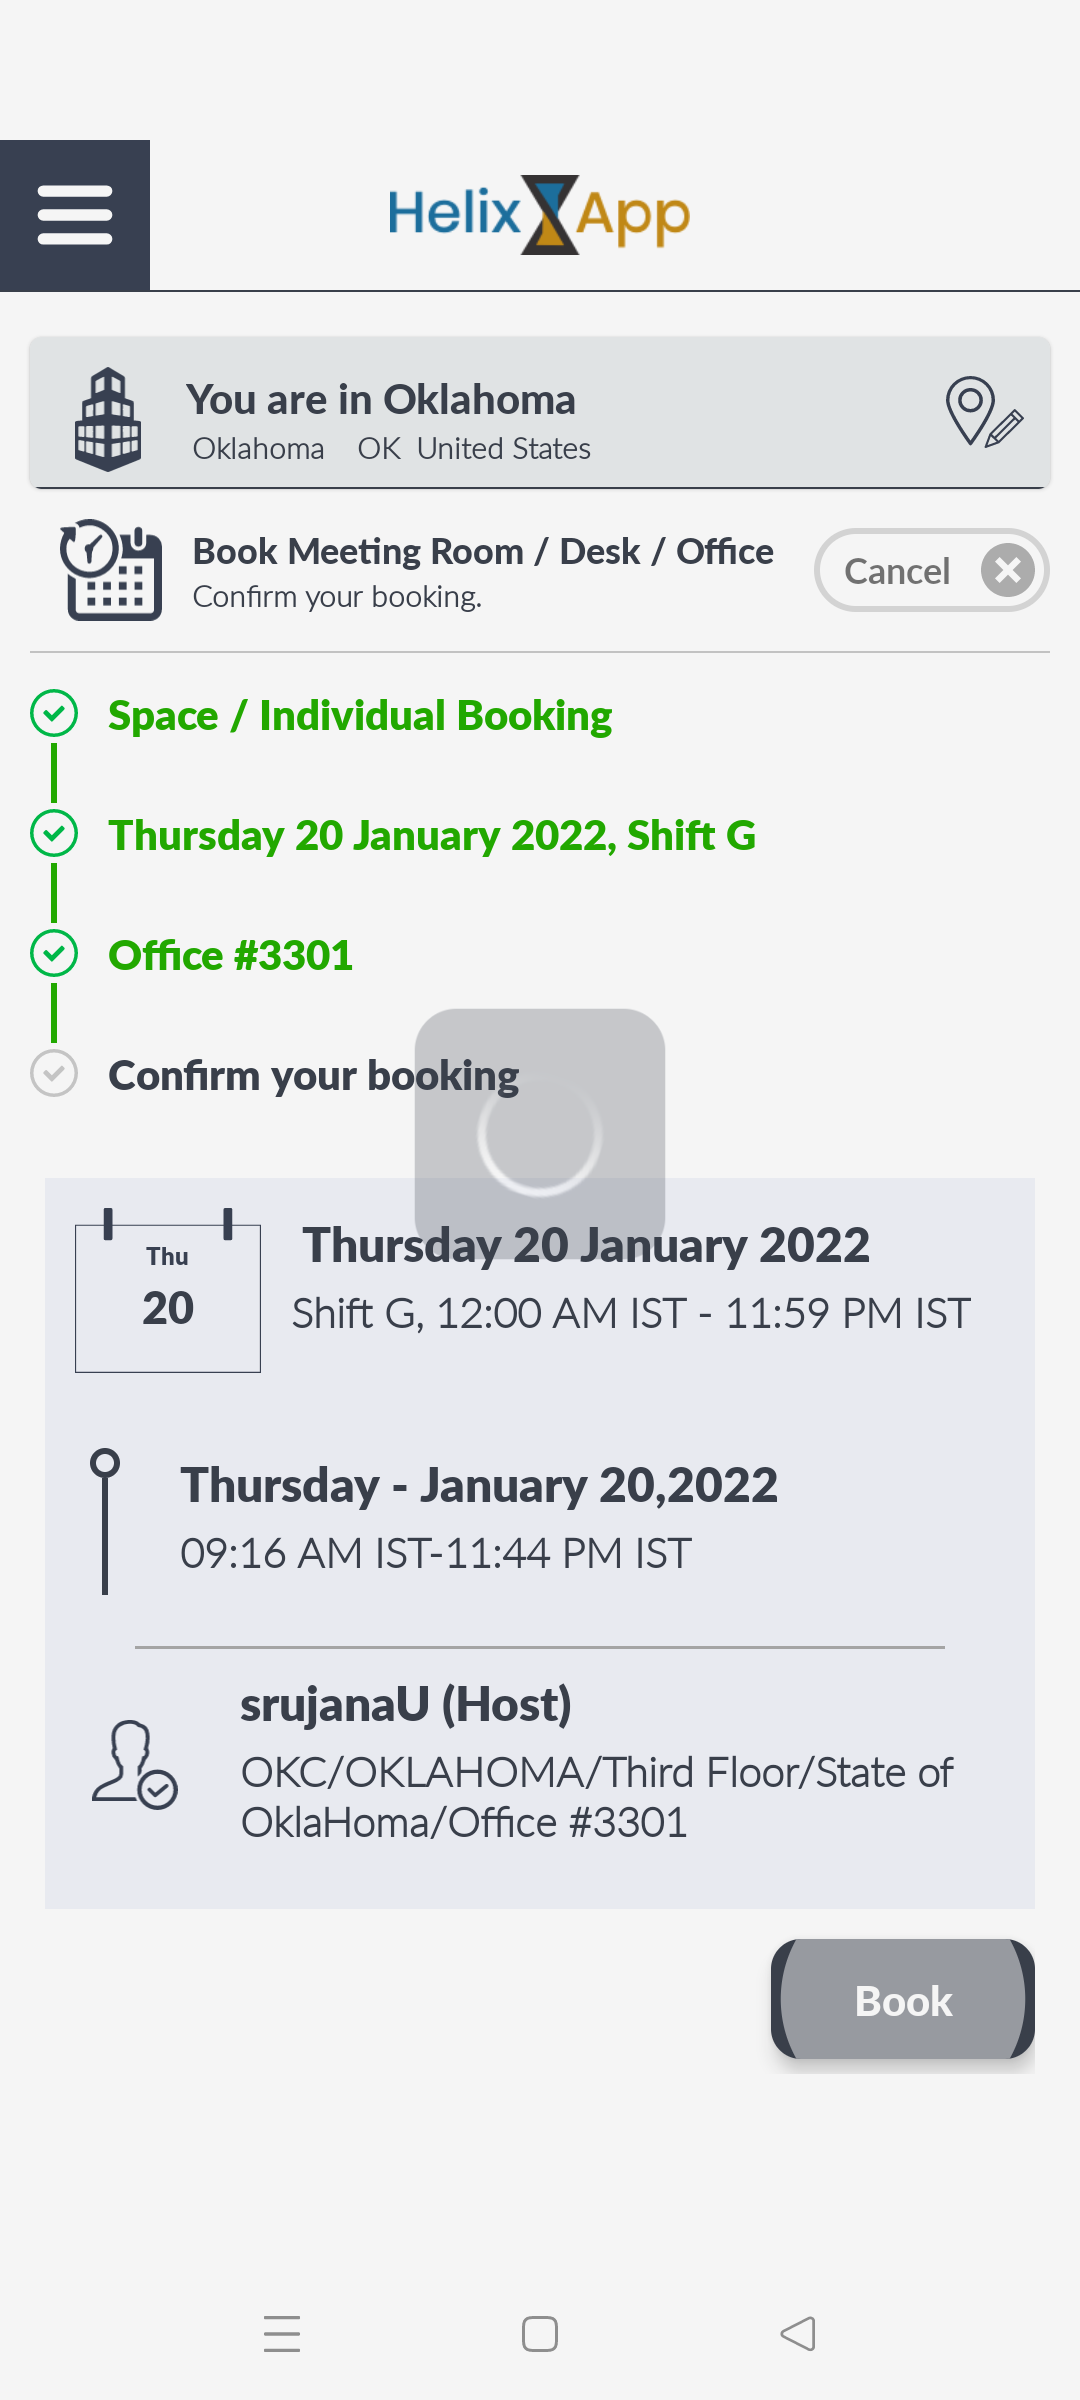 Helix App
You are in Oklahoma
Oklahoma OK United States
Book Meeting Room / Desk / Office
Confirm your booking.
Cancel
Space / Individual Booking
Thursday 20 January 2022, Shift G
Office #3301
Confirm your booking
Thu
20
Thursday 20 January 2022
Shift G, 12:00 AM IST - 11:59 PM IST
Thursday - January 20,2022
09:16 AM IST-11:44 PM IST
srujanaU (Host)
OKC/OKLAHOMA/Third Floor/State of
OklaHoma/Office #3301
Book